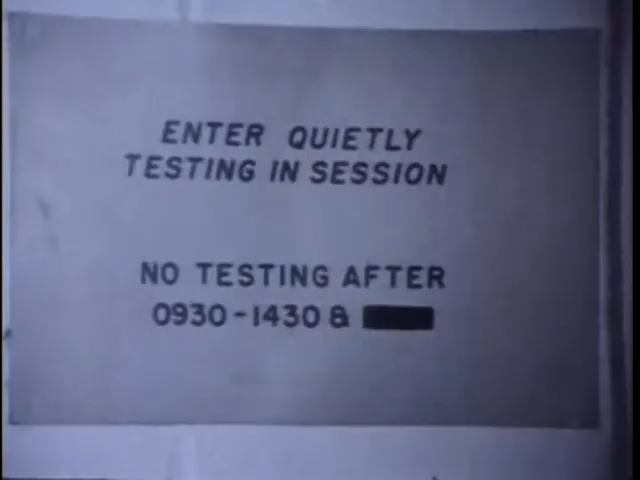 ENTER QUIETLY
TESTING IN SESSION
NO TESTING AFTER
0930-1430 &